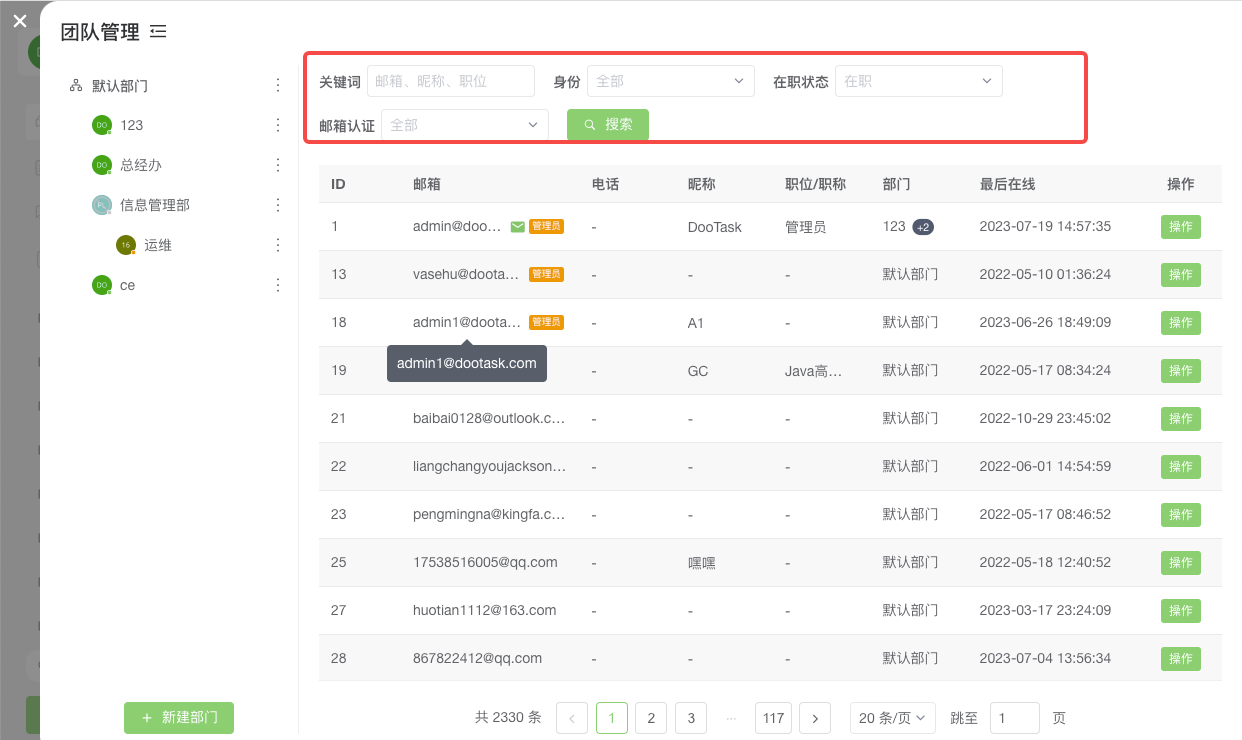 团队管理
关键词 邮箱、昵称、职位 身份 全部 在职状态 在职
邮箱认证 全部 搜索
默认部门
DO 123
DO 总经办
信息管理部
16 运维
DO ce
新建部门
ID 邮箱 电话 昵称 职位/职称 部门 最后在线 操作
1 admin@doo... 管理员 - DooTask 管理员 123 +2 2023-07-19 14:57:35 操作
13 vasehu@doota... 管理员 - - - 默认部门 2022-05-10 01:36:24 操作
18 admin1@doota... 管理员 - A1 - 默认部门 2023-06-26 18:49:09 操作
admin1@dootask.com
19 - GC Java高... 默认部门 2022-05-17 08:34:24 操作
21 baibai0128@outlook.c... - - - 默认部门 2022-10-29 23:45:02 操作
22 liangchangyoujackson... - - - 默认部门 2022-06-01 14:54:59 操作
23 pengmingna@kingfa.c... - - - 默认部门 2022-05-17 08:46:52 操作
25 17538516005@qq.com - 嘿嘿 - 默认部门 2022-05-18 12:40:52 操作
27 huotian1112@163.com - - - 默认部门 2023-03-17 23:24:09 操作
28 867822412@qq.com - - - 默认部门 2023-07-04 13:56:34 操作
共 2330 条 1 2 3 ... 117 20 条/页 跳至 1 页